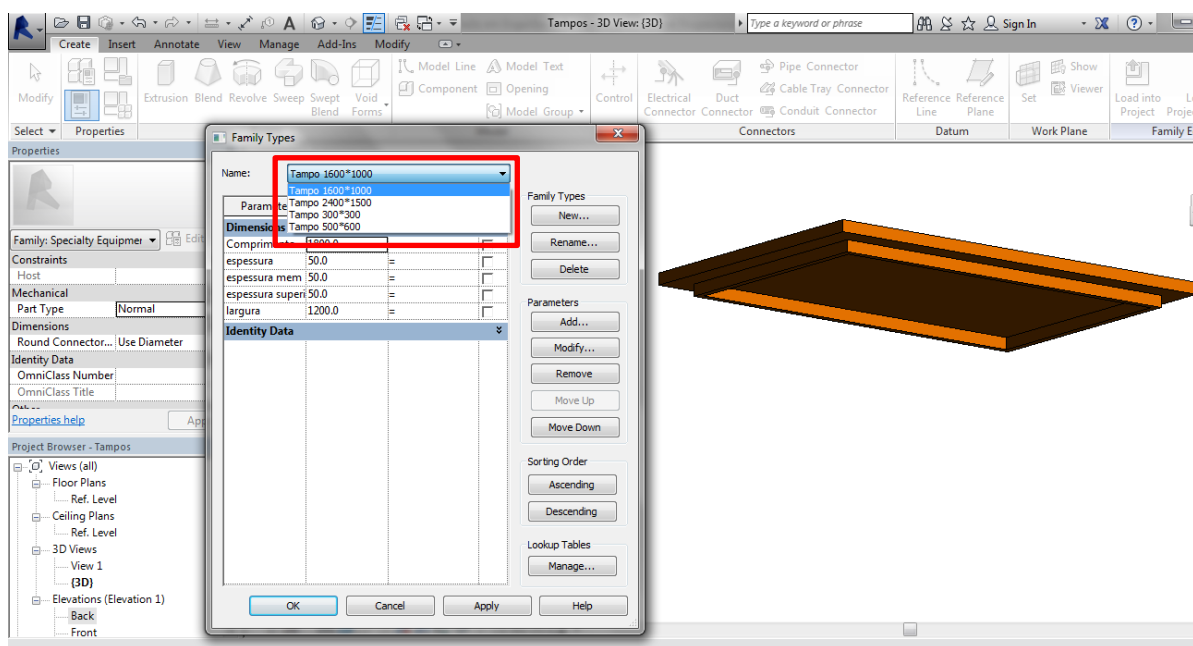 Tampos - 3D View: {3D}
Type a keyword or phrase
Sign In
Create Insert Annotate View Manage Add-Ins Modify
Modify
Extrusion Blend Revolve Sweep Swept Blend Void Forms
Model Line Model Text
Component Opening
Model Group
Control
Electrical Connector Duct Connector
Pipe Connector
Cable Tray Connector
Conduit Connector
Reference Line Reference Plane
Set Show
Viewer
Load into Project
Select Properties Connectors Datum Work Plane Family E
Properties
Family: Specialty Equipmer Edit
Constraints
Host
Mechanical
Part Type Normal
Dimensions
Round Connector... Use Diameter
Identity Data
OmniClass Number
OmniClass Title
Properties help App
Project Browser - Tampos
Views (all)
Floor Plans
Ref. Level
Ceiling Plans
Ref. Level
3D Views
View 1
{3D}
Elevations (Elevation 1)
Back
Front
Family Types
Name: Tampo 1600*1000
Tampo 1600*1000
Tampo 2400*1500
Tampo 300*300
Tampo 500*600
Dimensions
1800.0
espessura 50.0 =
espessura mem 50.0 =
espessura superi 50.0 =
largura 1200.0 =
Identity Data
Family Types
New...
Rename...
Delete
Parameters
Add...
Modify...
Remove
Move Up
Move Down
Sorting Order
Ascending
Descending
Lookup Tables
Manage...
OK Cancel Apply Help